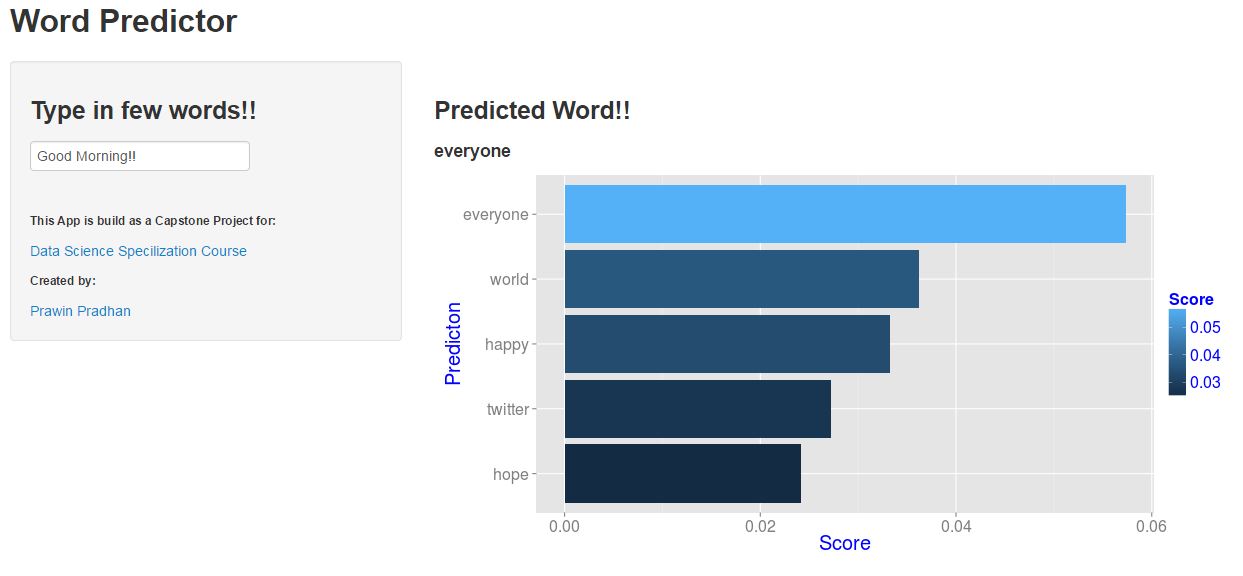 Word Predictor
Type in few words!!
Good Morning!!
This App is build as a Capstone Project for:
Data Science Specilization Course
Created by:
Prawin Pradhan
Predicted Word!!
everyone
Predicton
everyone
world
happy
twitter
hope
0.00 0.02 0.04 0.06
Score
Score
0.05
0.04
0.03